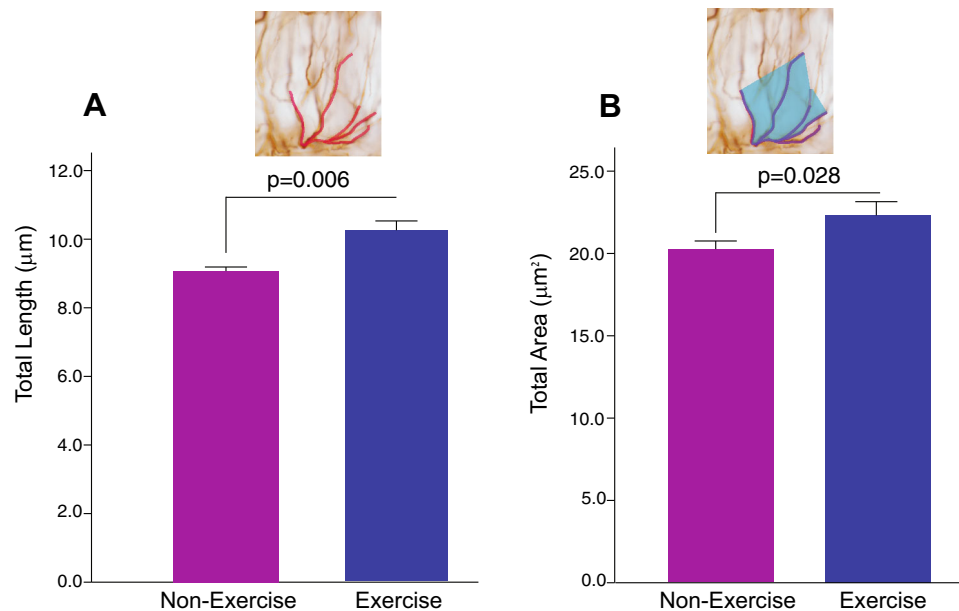 A
p=0.006
Total Length (μm)
12.0
10.0
8.0
6.0
4.0
2.0
0.0
Non-Exercise
Exercise
B
p=0.028
Total Area (μm²)
25.0
20.0
15.0
10.0
5.0
0.0
Non-Exercise
Exercise